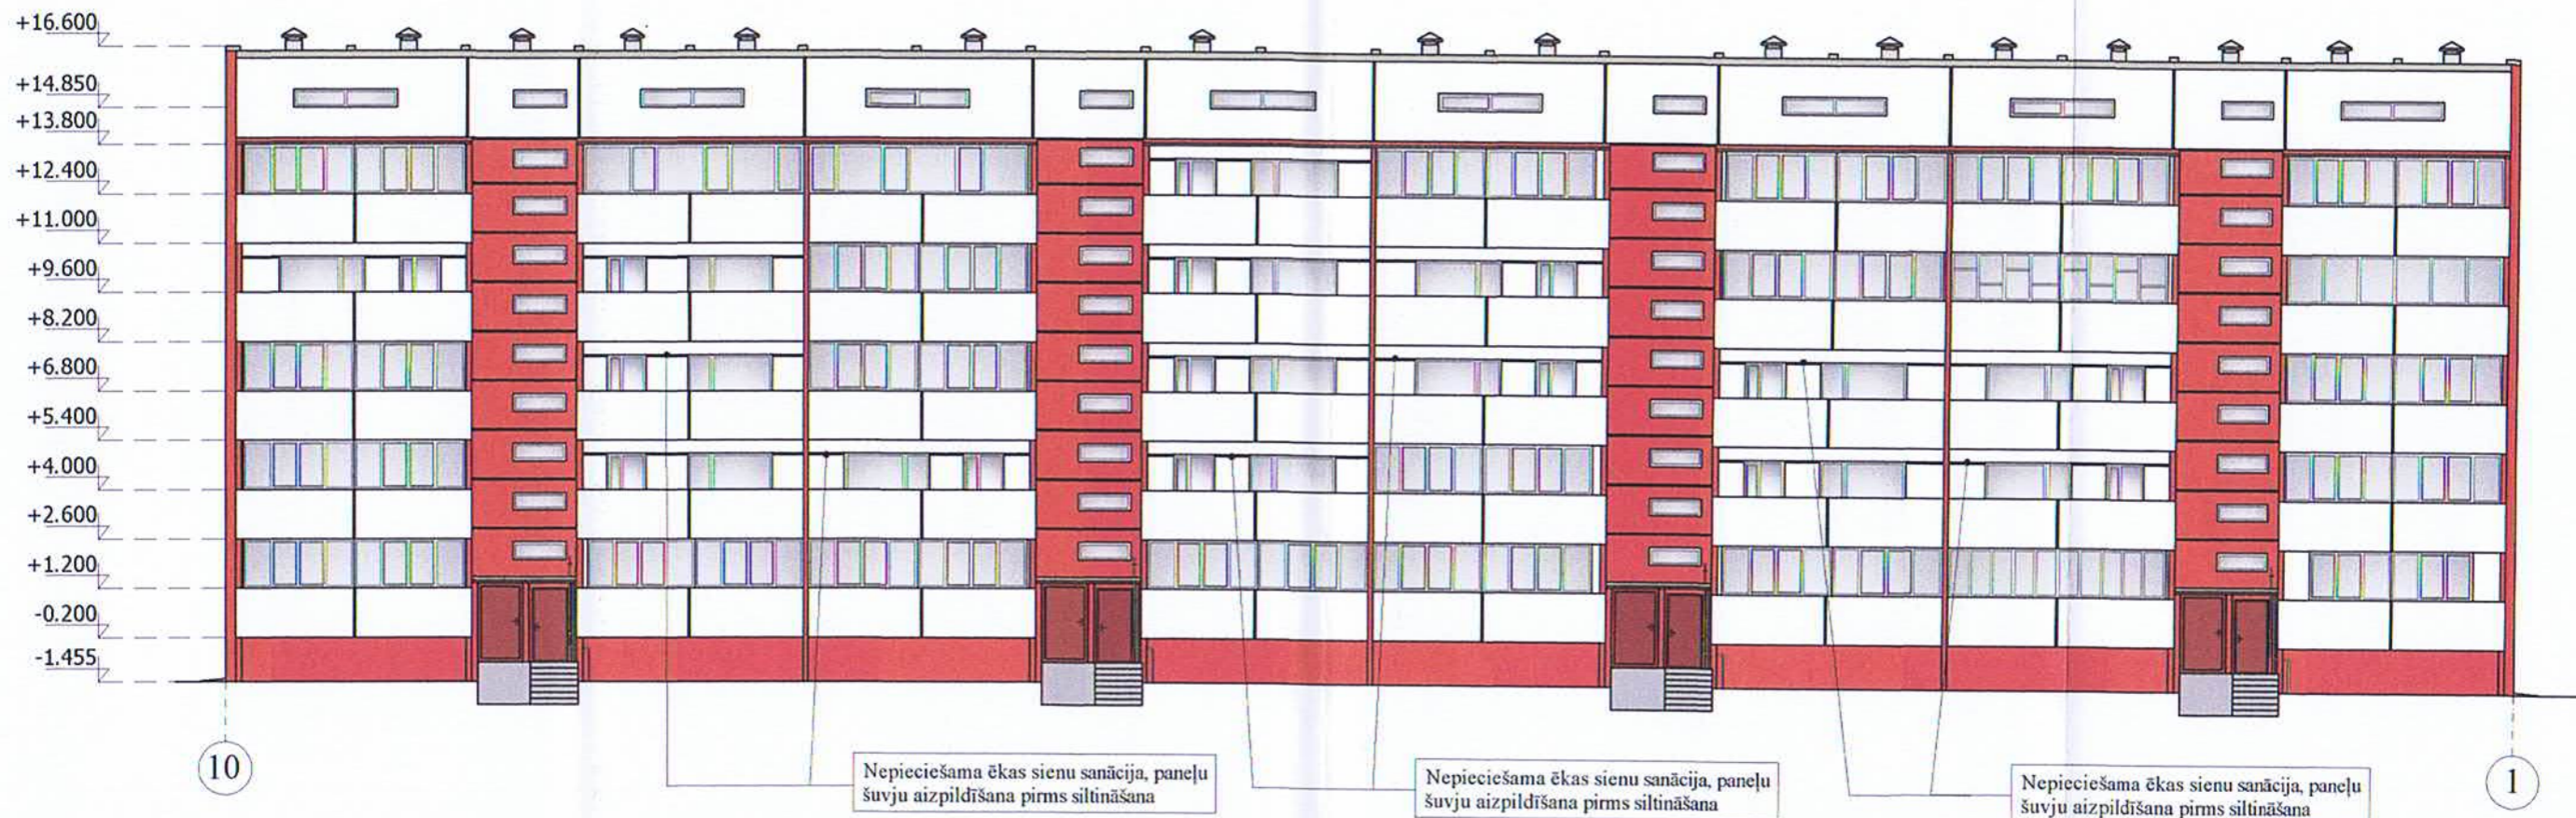 +16.600
+14.850
+13.800
+12.400
+11.000
+9.600
+8.200
+6.800
+5.400
+4.000
+2.600
+1.200
-0.200
-1.455
10
Nepieciešama ēkas sienu sanācija, paneļu
šuvju aizpildīšana pirms siltināšana
Nepieciešama ēkas sienu sanācija, paneļu
šuvju aizpildīšana pirms siltināšana
Nepieciešama ēkas sienu sanācija, paneļu
šuvju aizpildīšana pirms siltināšana
1